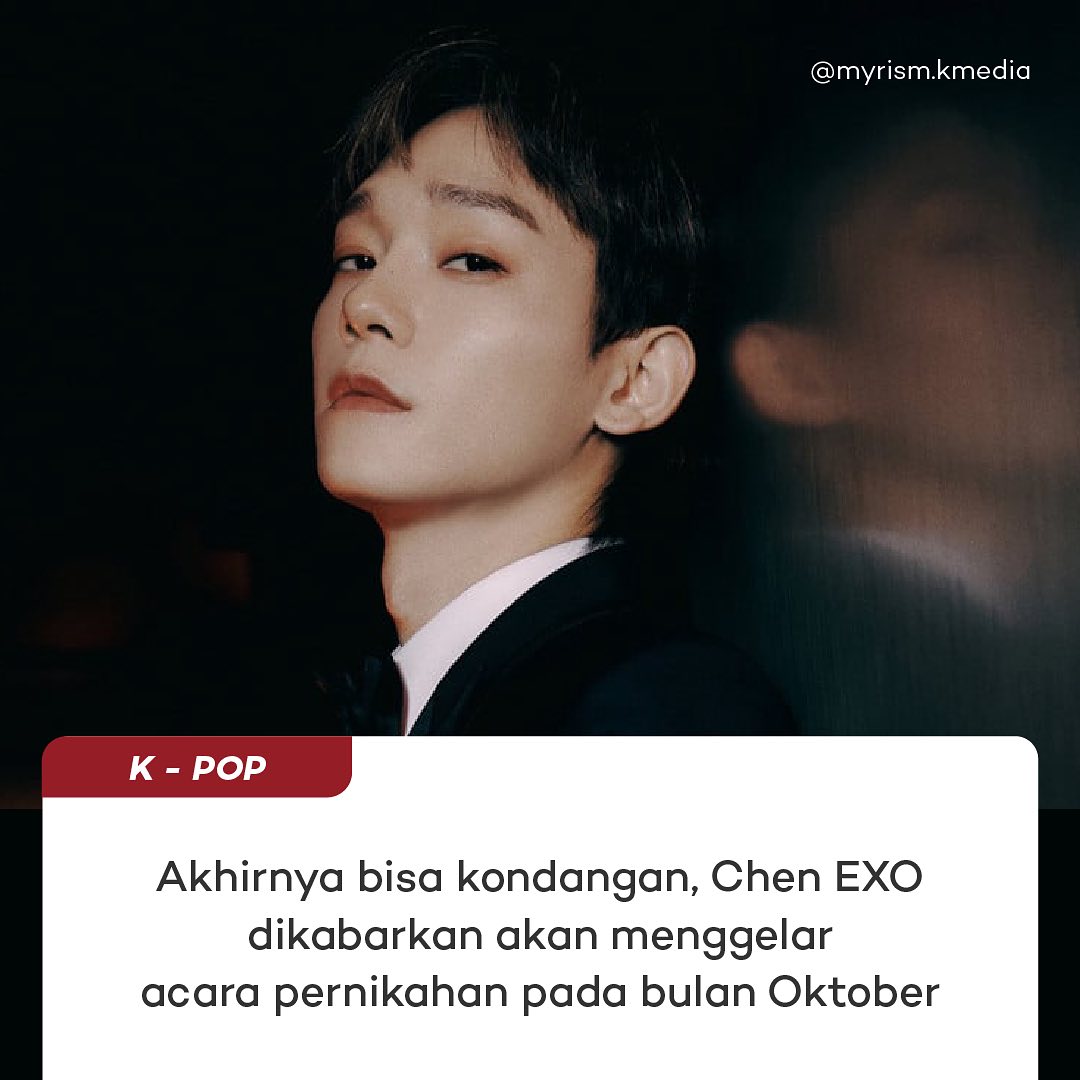 @myrism.kmedia
K - POP
Akhirnya bisa kondangan, Chen EXO
dikabarkan akan menggelar
acara pernikahan pada bulan Oktober